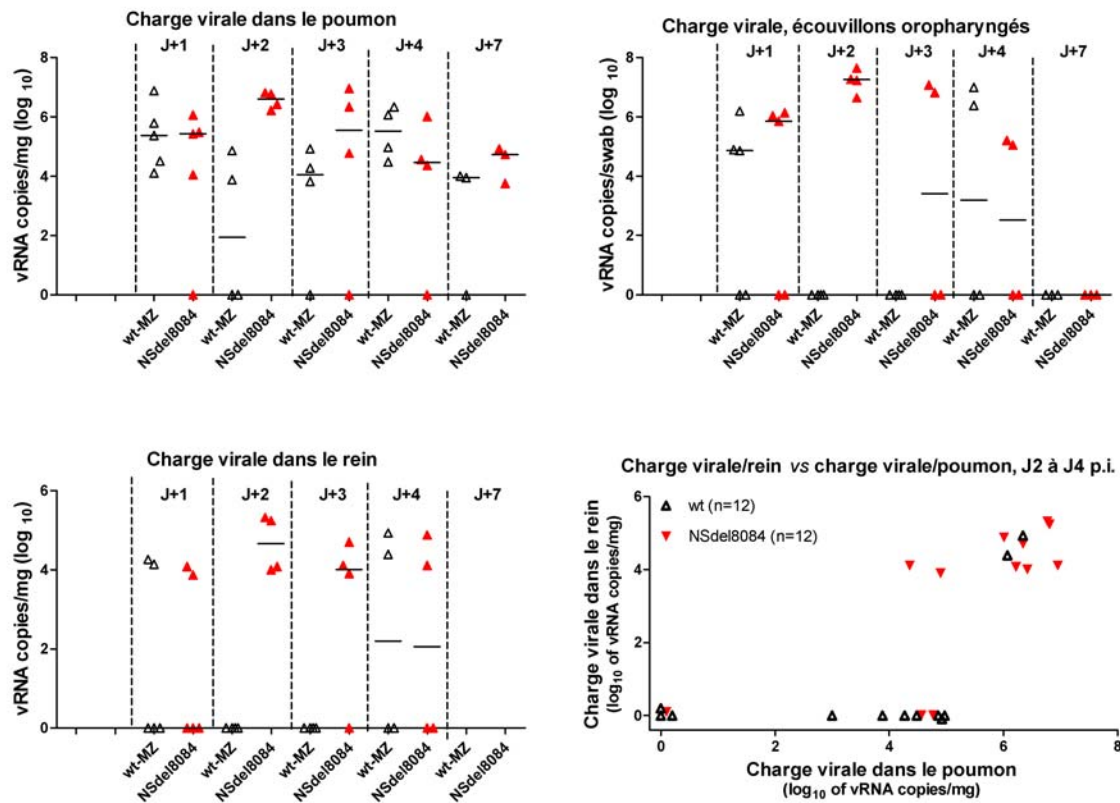 Charge virale dans le poumon
J+1 J+2 J+3 J+4 J+7
vRNA copies/mg (log 10)
8
6
4
2
0
wt-MZ NSdel8084 wt-MZ NSdel8084 wt-MZ NSdel8084 wt-MZ NSdel8084 wt-MZ NSdel8084
Charge virale, écouvillons oropharyngés
J+1 J+2 J+3 J+4 J+7
vRNA copies/swab (log 10)
8
6
4
2
0
wt-MZ NSdel8084 wt-MZ NSdel8084 wt-MZ NSdel8084 wt-MZ NSdel8084 wt-MZ NSdel8084
Charge virale dans le rein
J+1 J+2 J+3 J+4 J+7
vRNA copies/mg (log 10)
6
4
2
0
wt-MZ NSdel8084 wt-MZ NSdel8084 wt-MZ NSdel8084 wt-MZ NSdel8084 wt-MZ NSdel8084
Charge virale/rein vs charge virale/poumon, J2 à J4 p.i.
wt (n=12)
NSdel8084 (n=12)
Charge virale dans le rein
(log10 of vRNA copies/mg)
6
4
2
0
0 2 4 6 8
Charge virale dans le poumon
(log10 of vRNA copies/mg)